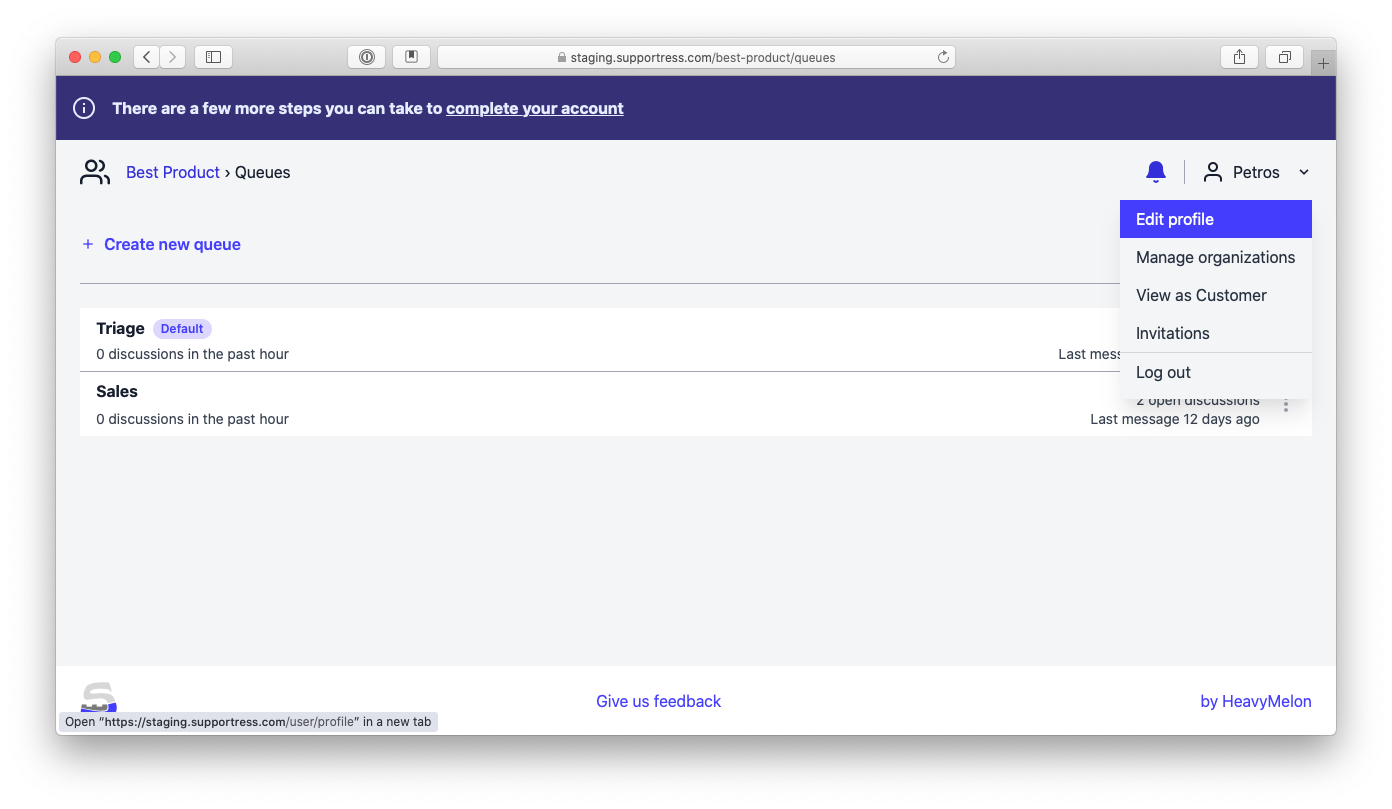 staging.supportress.com/best-product/queues
There are a few more steps you can take to complete your account
Best Product › Queues
Petros
Edit profile
Manage organizations
View as Customer
Invitations
Log out
+ Create new queue
Triage Default
0 discussions in the past hour
Last
Sales
2 open discussions
0 discussions in the past hour
Last message 12 days ago
Give us feedback
by HeavyMelon
Open “https://staging.supportress.com/user/profile” in a new tab